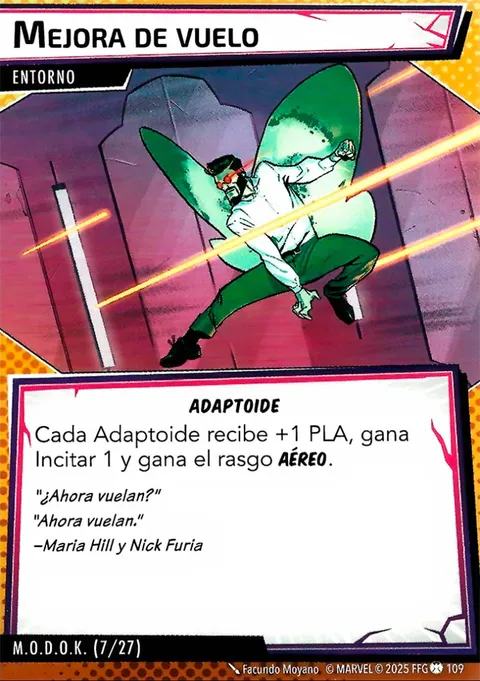 MEJORA DE VUELO
ENTORNO
ADAPTOIDE
Cada Adaptoide recibe +1 PLA, gana
Incitar 1 y gana el rasgo AÉREO.
"¿Ahora vuelan?"
"Ahora vuelan."
–Maria Hill y Nick Furia
M.O.D.O.K. (7/27)
Facundo Moyano © MARVEL © 2025 FFG 109